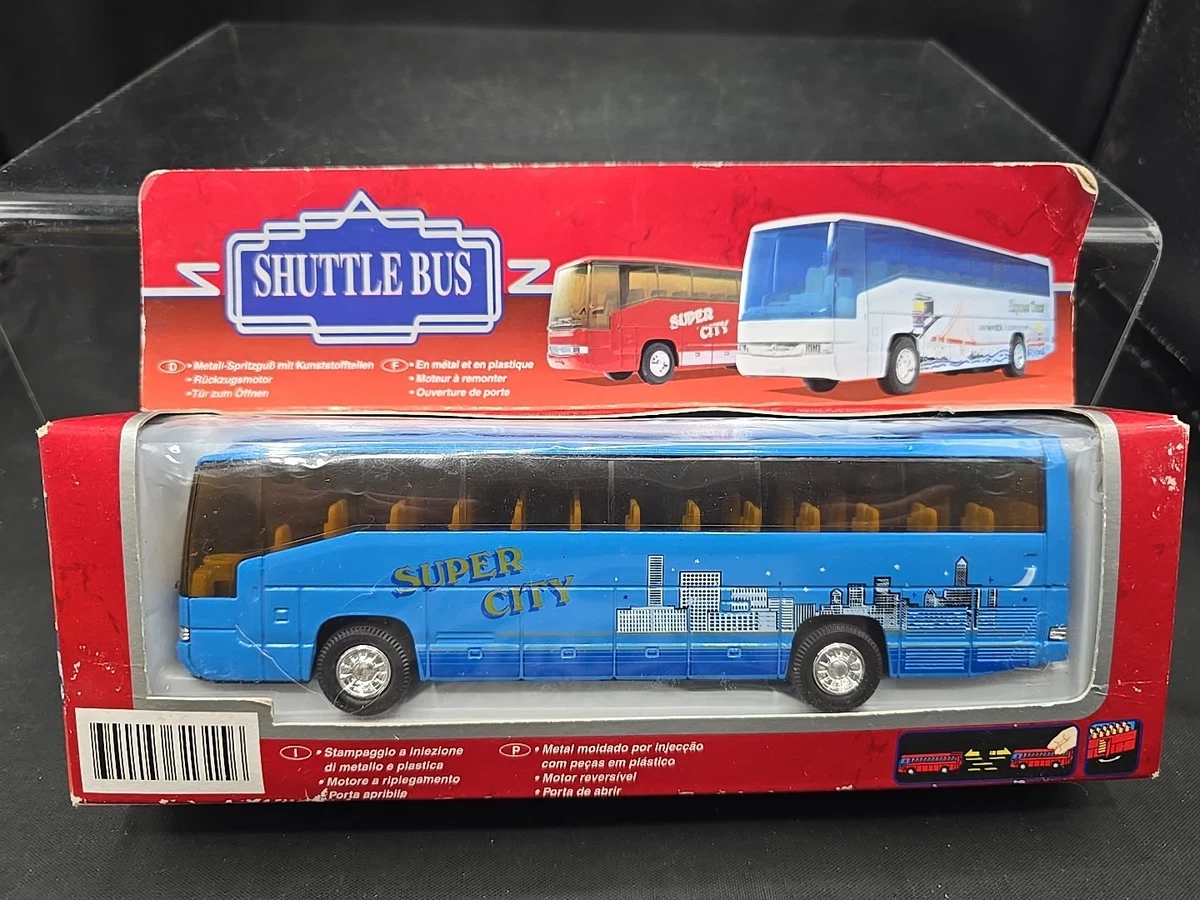 SHUTTLE BUS
SUPER
CITY
D • Metall-Spritzguß mit Kunststoffteilen
• Rückzugsmotor
• Tür zum Öffnen
F • En métal et en plastique
• Moteur à remonter
• Ouverture de porte
SUPER
CITY
I • Stampaggio a iniezione
di metallo e plastica
• Motore a ripiegamento
• Porta apribile
P • Metal moldado por injecção
com peças em plástico
• Motor reversível
• Porta de abrir